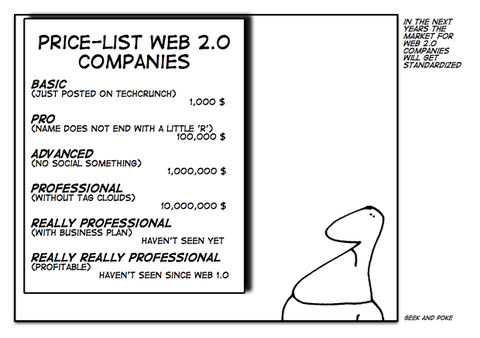 PRICE-LIST WEB 2.0
COMPANIES
BASIC
(JUST POSTED ON TECHCRUNCH)
1,000 $
PRO
(NAME DOES NOT END WITH A LITTLE 'R')
100,000 $
ADVANCED
(NO SOCIAL SOMETHING)
1,000,000 $
PROFESSIONAL
(WITHOUT TAG CLOUDS)
10,000,000 $
REALLY PROFESSIONAL
(WITH BUSINESS PLAN)
HAVEN'T SEEN YET
REALLY REALLY PROFESSIONAL
(PROFITABLE)
HAVEN'T SEEN SINCE WEB 1.0
IN THE NEXT
YEARS THE
MARKET FOR
WEB 2.0
COMPANIES
WILL GET
STANDARDIZED
GEEK AND POKE